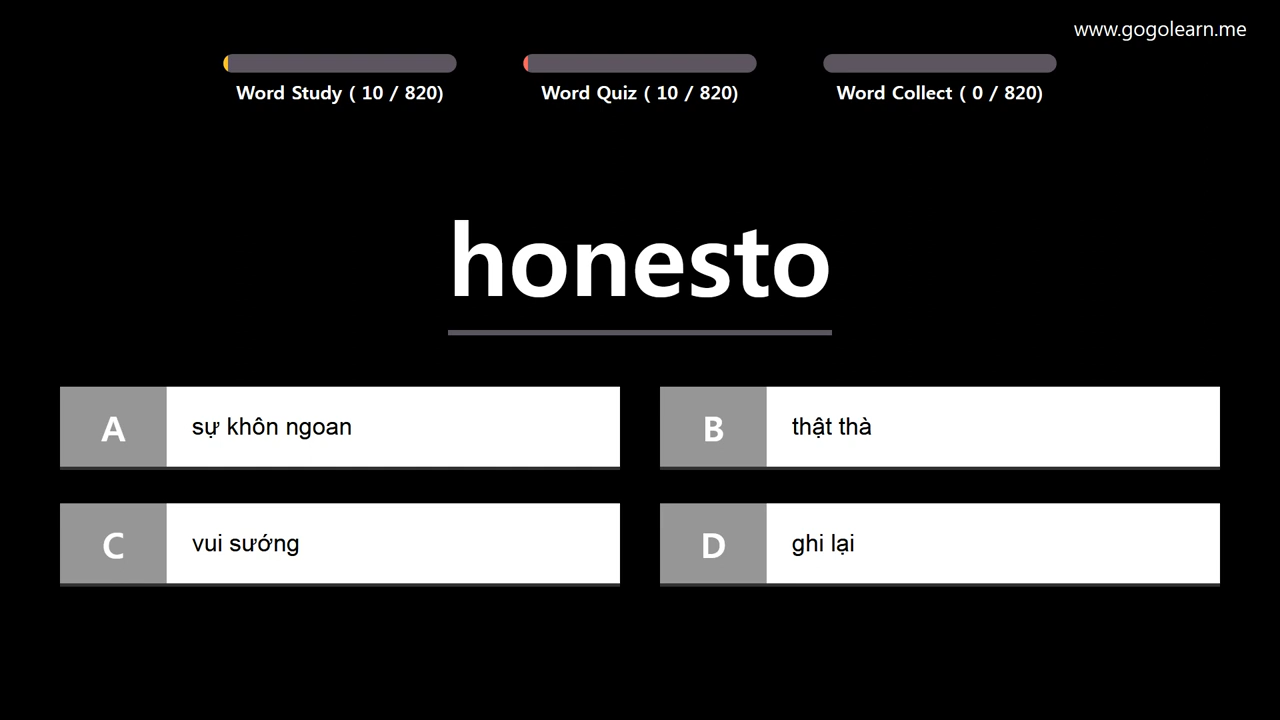 www.gogolearn.me
Word Study ( 10 / 820)
Word Quiz ( 10 / 820)
Word Collect ( 0 / 820)
honesto
A sự khôn ngoan
B thật thà
C vui sướng
D ghi lại